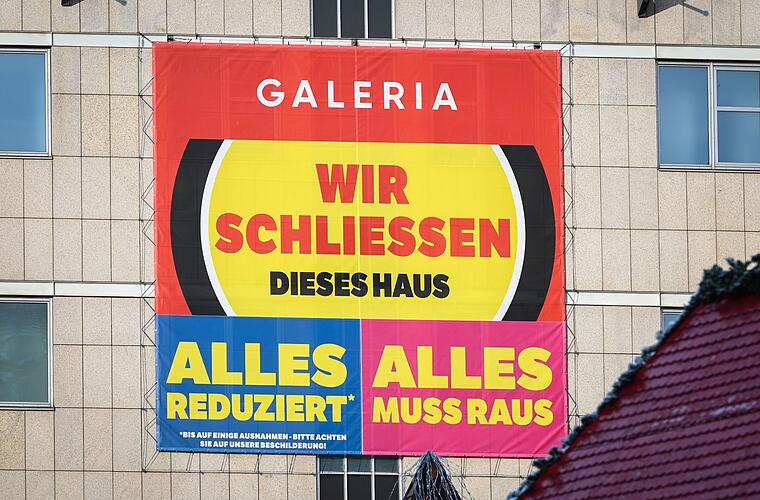 GALERIA
WIR
SCHLIESSEN
DIESES HAUS
ALLES
REDUZIERT*
*BIS AUF EINIGE AUSNAHMEN - BITTE ACHTEN
SIE AUF UNSERE BESCHILDERUNG!
ALLES
MUSS RAUS